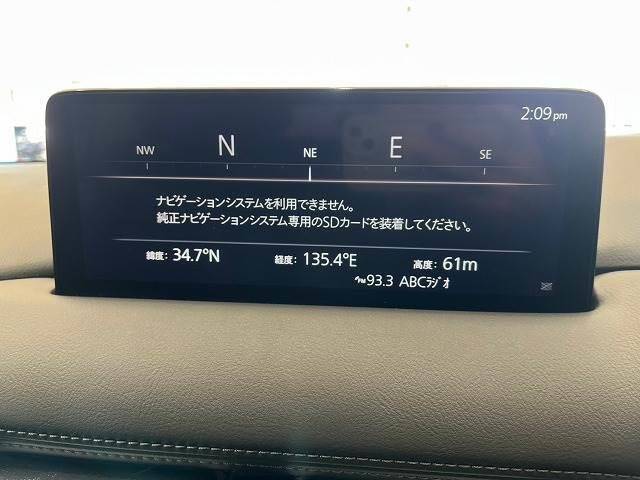 2:09pm
NW N NE E SE
ナビゲーションシステムを利用できません。
純正ナビゲーションシステム専用のSDカードを装着してください。
緯度: 34.7°N 経度: 135.4°E 高度: 61m
FM 93.3 ABCラジオ